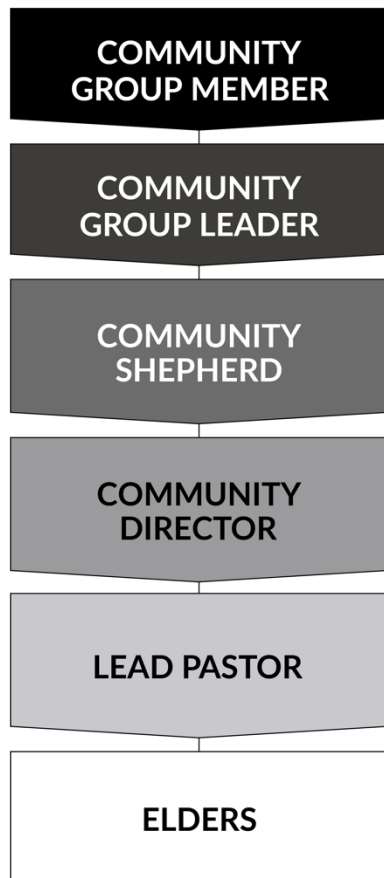 COMMUNITY
GROUP MEMBER
COMMUNITY
GROUP LEADER
COMMUNITY
SHEPHERD
COMMUNITY
DIRECTOR
LEAD PASTOR
ELDERS